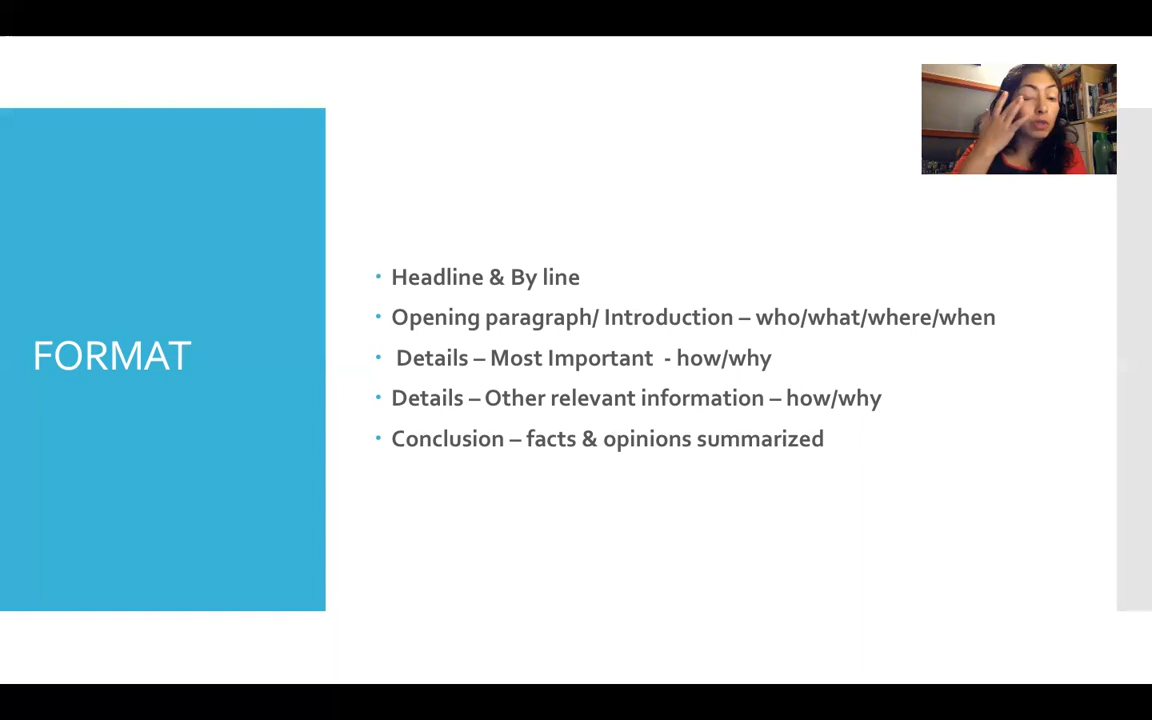 FORMAT
• Headline & By line
• Opening paragraph/ Introduction – who/what/where/when
• Details – Most Important  - how/why
• Details – Other relevant information – how/why
• Conclusion – facts & opinions summarized